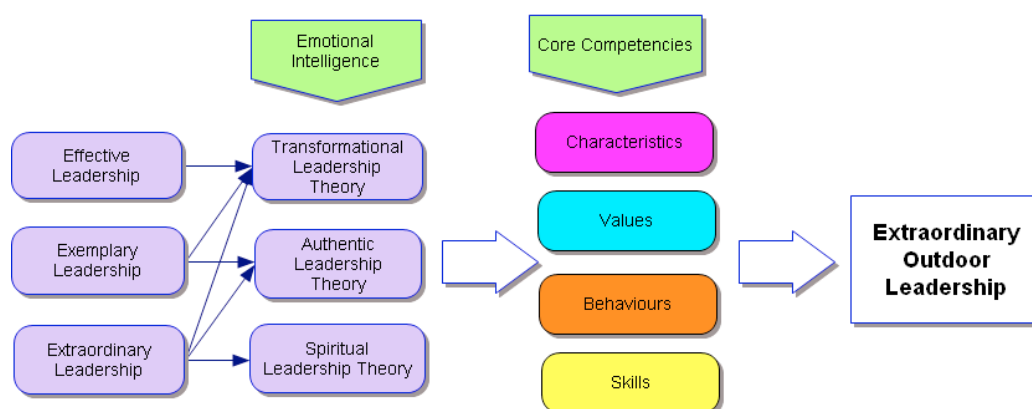 Emotional
Intelligence
Core Competencies
Effective
Leadership
Exemplary
Leadership
Extraordinary
Leadership
Transformational
Leadership
Theory
Authentic
Leadership
Theory
Spiritual
Leadership Theory
Characteristics
Values
Behaviours
Skills
Extraordinary
Outdoor
Leadership